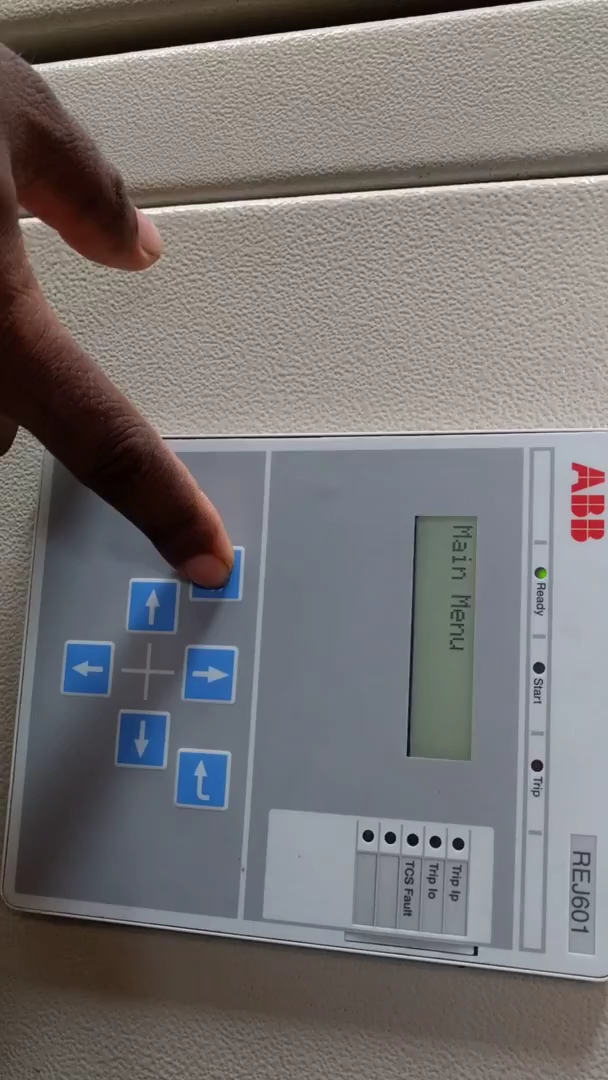 ABB
REJ601
Ready
Start
Trip
Main Menu
Trip Ip
Trip Io
TCS Fault